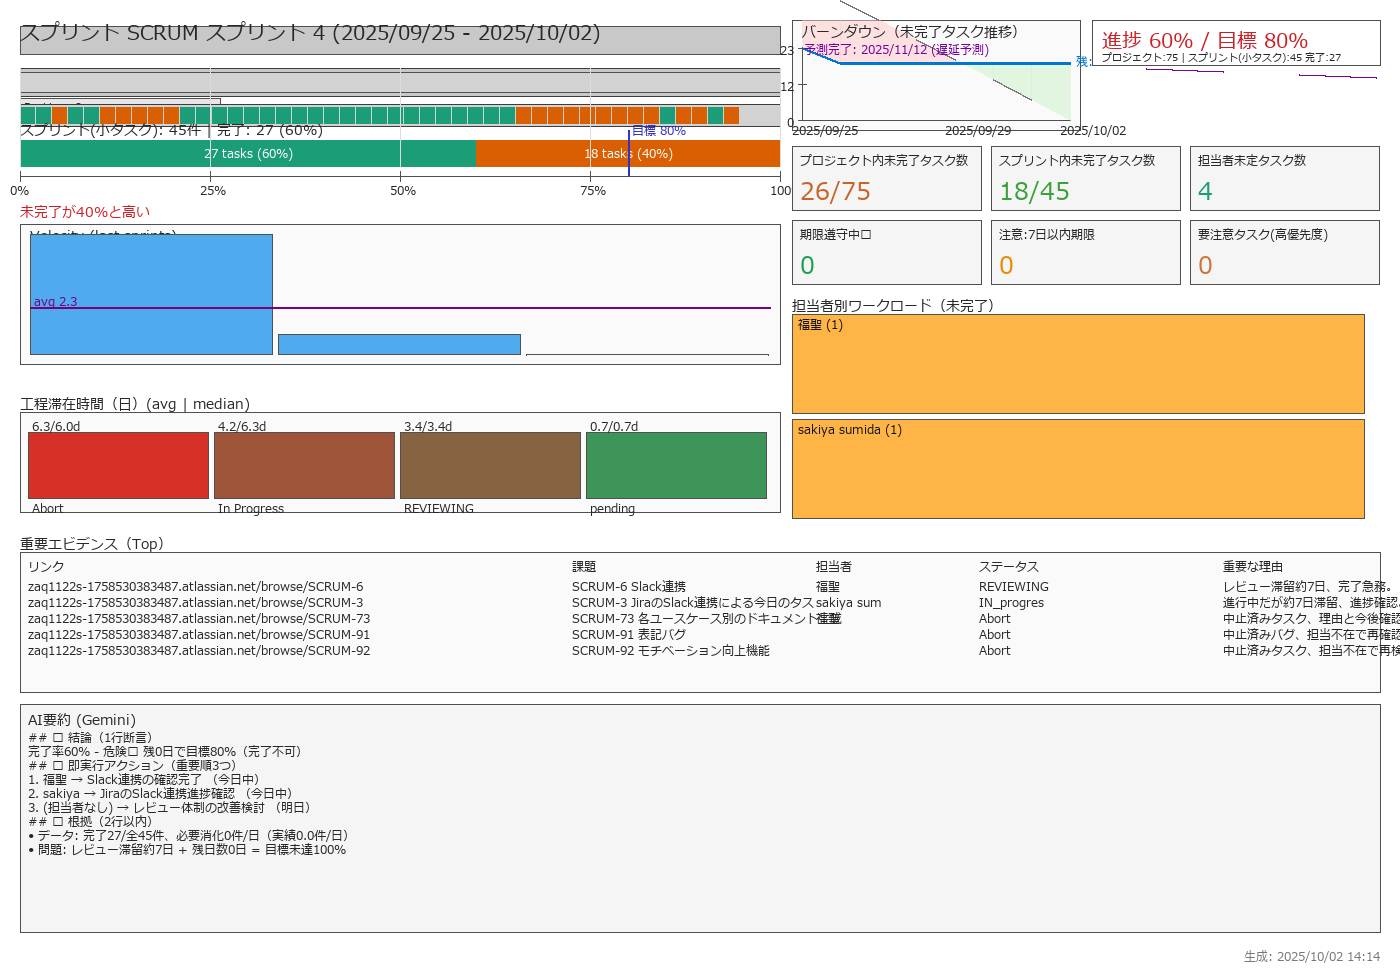 スプリント SCRUM スプリント 4 (2025/09/25 - 2025/10/02)
スプリント(小タスク): 45件 | 完了: 27 (60%)
目標 80%
27 tasks (60%)
18 tasks (40%)
0%
25%
50%
75%
100
未完了が40%と高い
Velocity (last sprints)
avg 2.3
工程滞在時間（日）(avg | median)
6.3/6.0d
4.2/6.3d
3.4/3.4d
0.7/0.7d
Abort
In Progress
REVIEWING
pending
バーンダウン（未完了タスク推移）
予測完了: 2025/11/12 (遅延予測)
23
12
0
残:
2025/09/25
2025/09/29
2025/10/02
進捗 60% / 目標 80%
プロジェクト:75 | スプリント(小タスク):45 完了:27
プロジェクト内未完了タスク数
26/75
スプリント内未完了タスク数
18/45
担当者未定タスク数
4
期限遵守中□
0
注意:7日以内期限
0
要注意タスク(高優先度)
0
担当者別ワークロード（未完了）
福聖 (1)
sakiya sumida (1)
重要エビデンス（Top）
リンク 課題 担当者 ステータス 重要な理由
zaq1122s-1758530383487.atlassian.net/browse/SCRUM-6 SCRUM-6 Slack連携 福聖 REVIEWING レビュー滞留約7日、完了急務。
zaq1122s-1758530383487.atlassian.net/browse/SCRUM-3 SCRUM-3 JiraのSlack連携による今日のタス sakiya sum IN_progres 進行中だが約7日滞留、進捗確認
zaq1122s-1758530383487.atlassian.net/browse/SCRUM-73 SCRUM-73 各ユースケース別のドキュメント Abort 中止済みタスク、理由と今後確認
zaq1122s-1758530383487.atlassian.net/browse/SCRUM-91 SCRUM-91 表記バグ Abort 中止済みバグ、担当不在で再確認
zaq1122s-1758530383487.atlassian.net/browse/SCRUM-92 SCRUM-92 モチベーション向上機能 Abort 中止済みタスク、担当不在で再検
AI要約 (Gemini)
## □ 結論（1行断言）
完了率60% - 危険□ 残0日で目標80%（完了不可）
## □ 即実行アクション（重要順3つ）
1. 福聖 → Slack連携の確認完了 （今日中）
2. sakiya → JiraのSlack連携進捗確認 （今日中）
3. (担当者なし) → レビュー体制の改善検討 （明日）
## □ 根拠（2行以内）
• データ: 完了27/全45件、必要消化0件/日（実績0.0件/日）
• 問題: レビュー滞留約7日 + 残日数0日 = 目標未達100%
生成: 2025/10/02 14:14